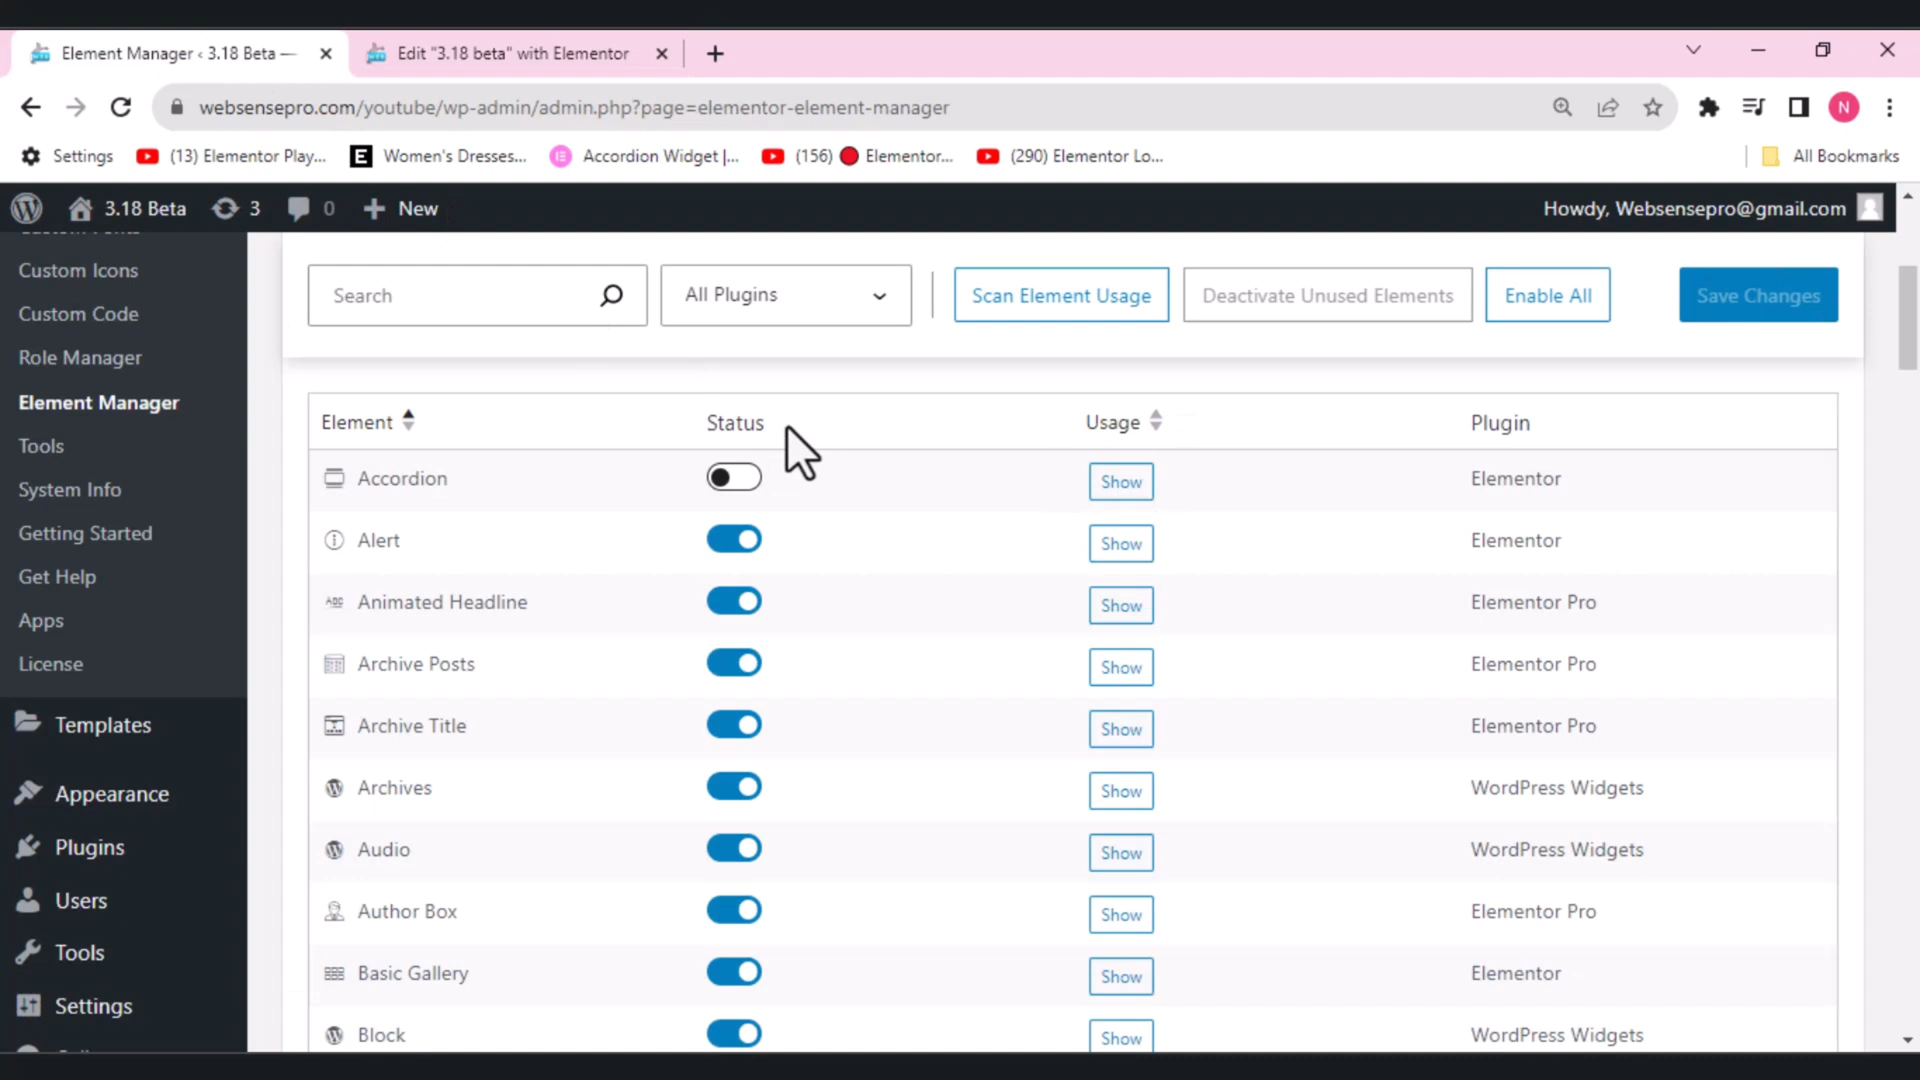 Element Manager ‹ 3.18 Beta —
Edit "3.18 beta" with Elementor
websensepro.com/youtube/wp-admin/admin.php?page=elementor-element-manager
N
Settings
(13) Elementor Play...
E Women's Dresses...
Accordion Widget |...
(156) Elementor...
(290) Elementor Lo...
All Bookmarks
3.18 Beta
3
0
New
Howdy, Websensepro@gmail.com
Custom Icons
Custom Code
Role Manager
Element Manager
Tools
System Info
Getting Started
Get Help
Apps
License
Templates
Appearance
Plugins
Users
Tools
Settings
Search
All Plugins
Scan Element Usage
Deactivate Unused Elements
Enable All
Save Changes
Element Status Usage Plugin
Accordion Show Elementor
Alert Show Elementor
Animated Headline Show Elementor Pro
Archive Posts Show Elementor Pro
Archive Title Show Elementor Pro
Archives Show WordPress Widgets
Audio Show WordPress Widgets
Author Box Show Elementor Pro
Basic Gallery Show Elementor
Block Show WordPress Widgets